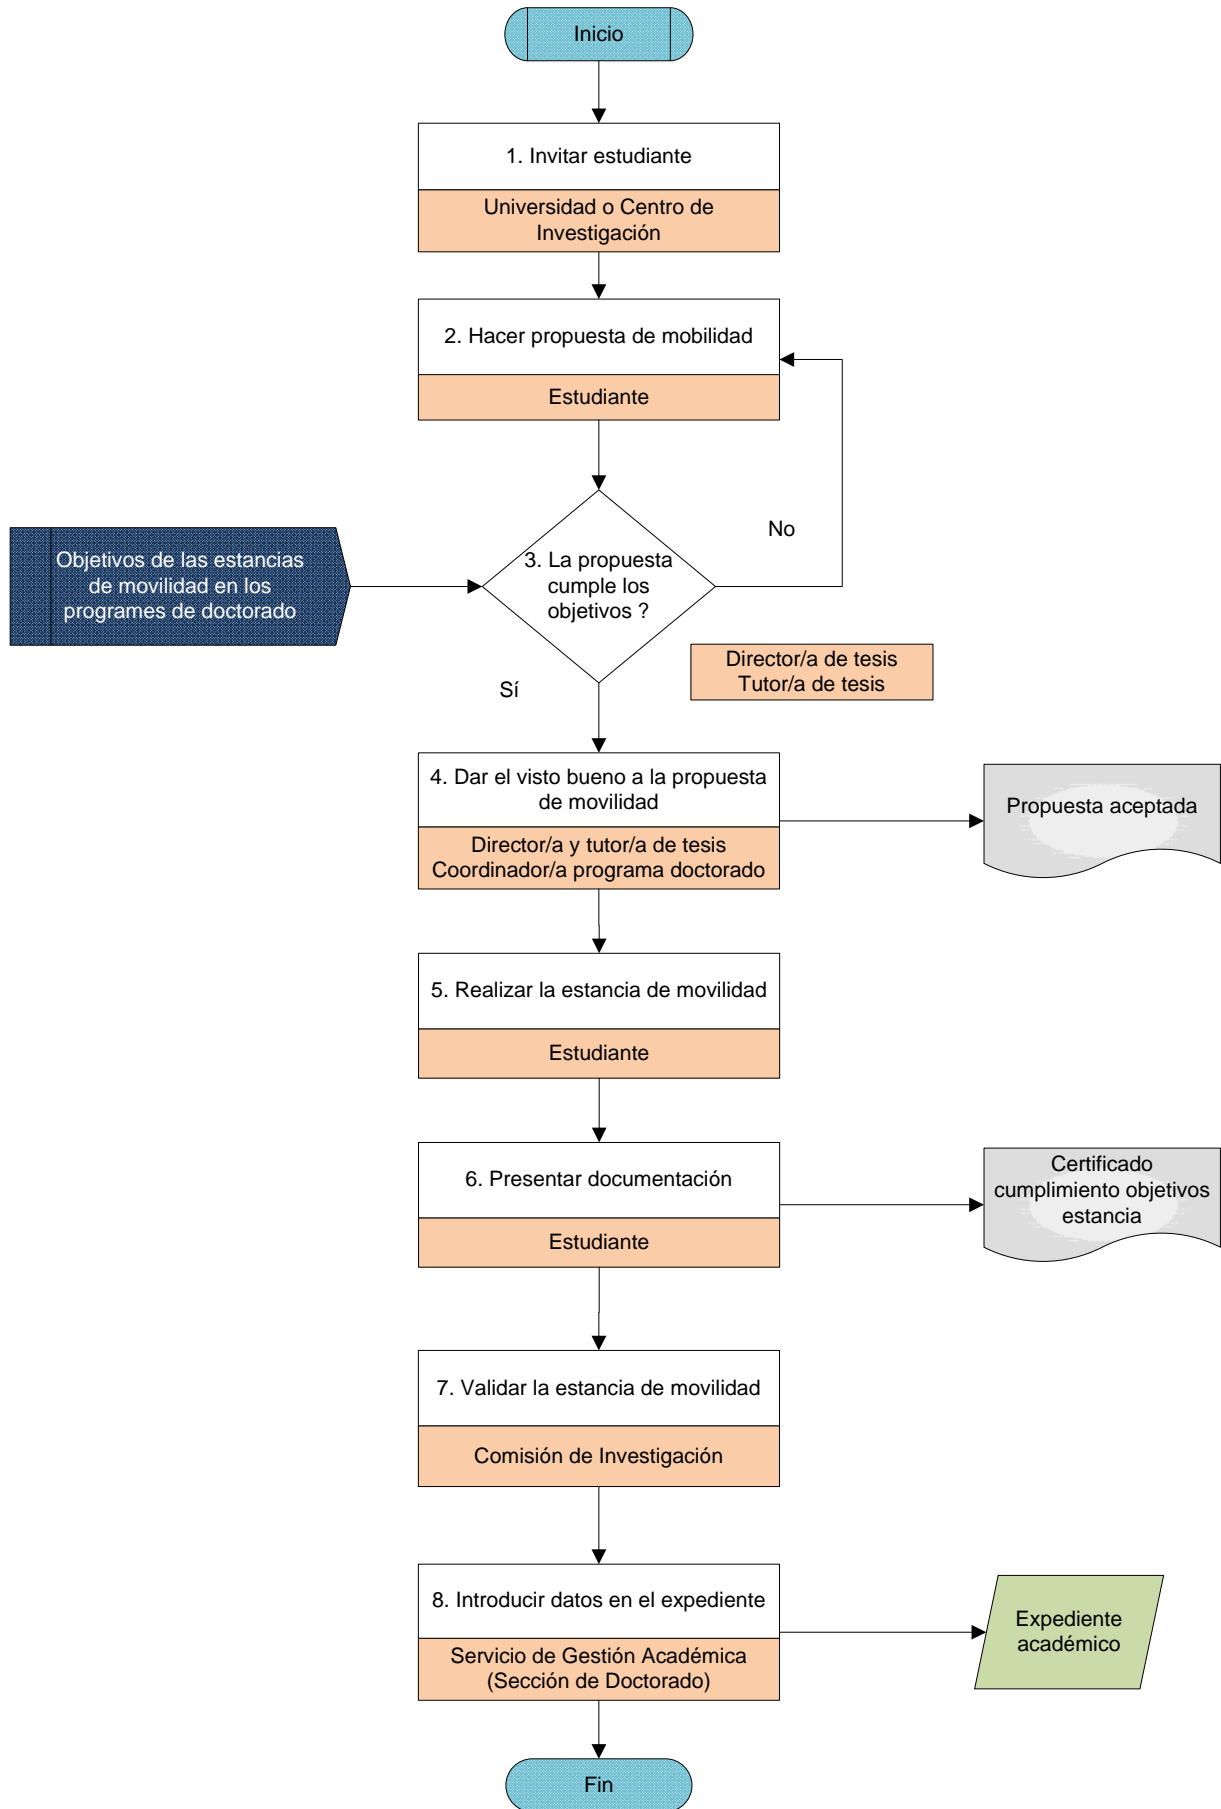 Inicio
1. Invitar estudiante
Universidad o Centro de
Investigación
2. Hacer propuesta de mobilidad
Estudiante
No
Objetivos de las estancias
de movilidad en los
programes de doctorado
3. La propuesta
cumple los
objetivos ?
Director/a de tesis
Tutor/a de tesis
Sí
4. Dar el visto bueno a la propuesta
de movilidad
Director/a y tutor/a de tesis
Coordinador/a programa doctorado
Propuesta aceptada
5. Realizar la estancia de movilidad
Estudiante
6. Presentar documentación
Estudiante
Certificado
cumplimiento objetivos
estancia
7. Validar la estancia de movilidad
Comisión de Investigación
8. Introducir datos en el expediente
Servicio de Gestión Académica
(Sección de Doctorado)
Expediente
académico
Fin